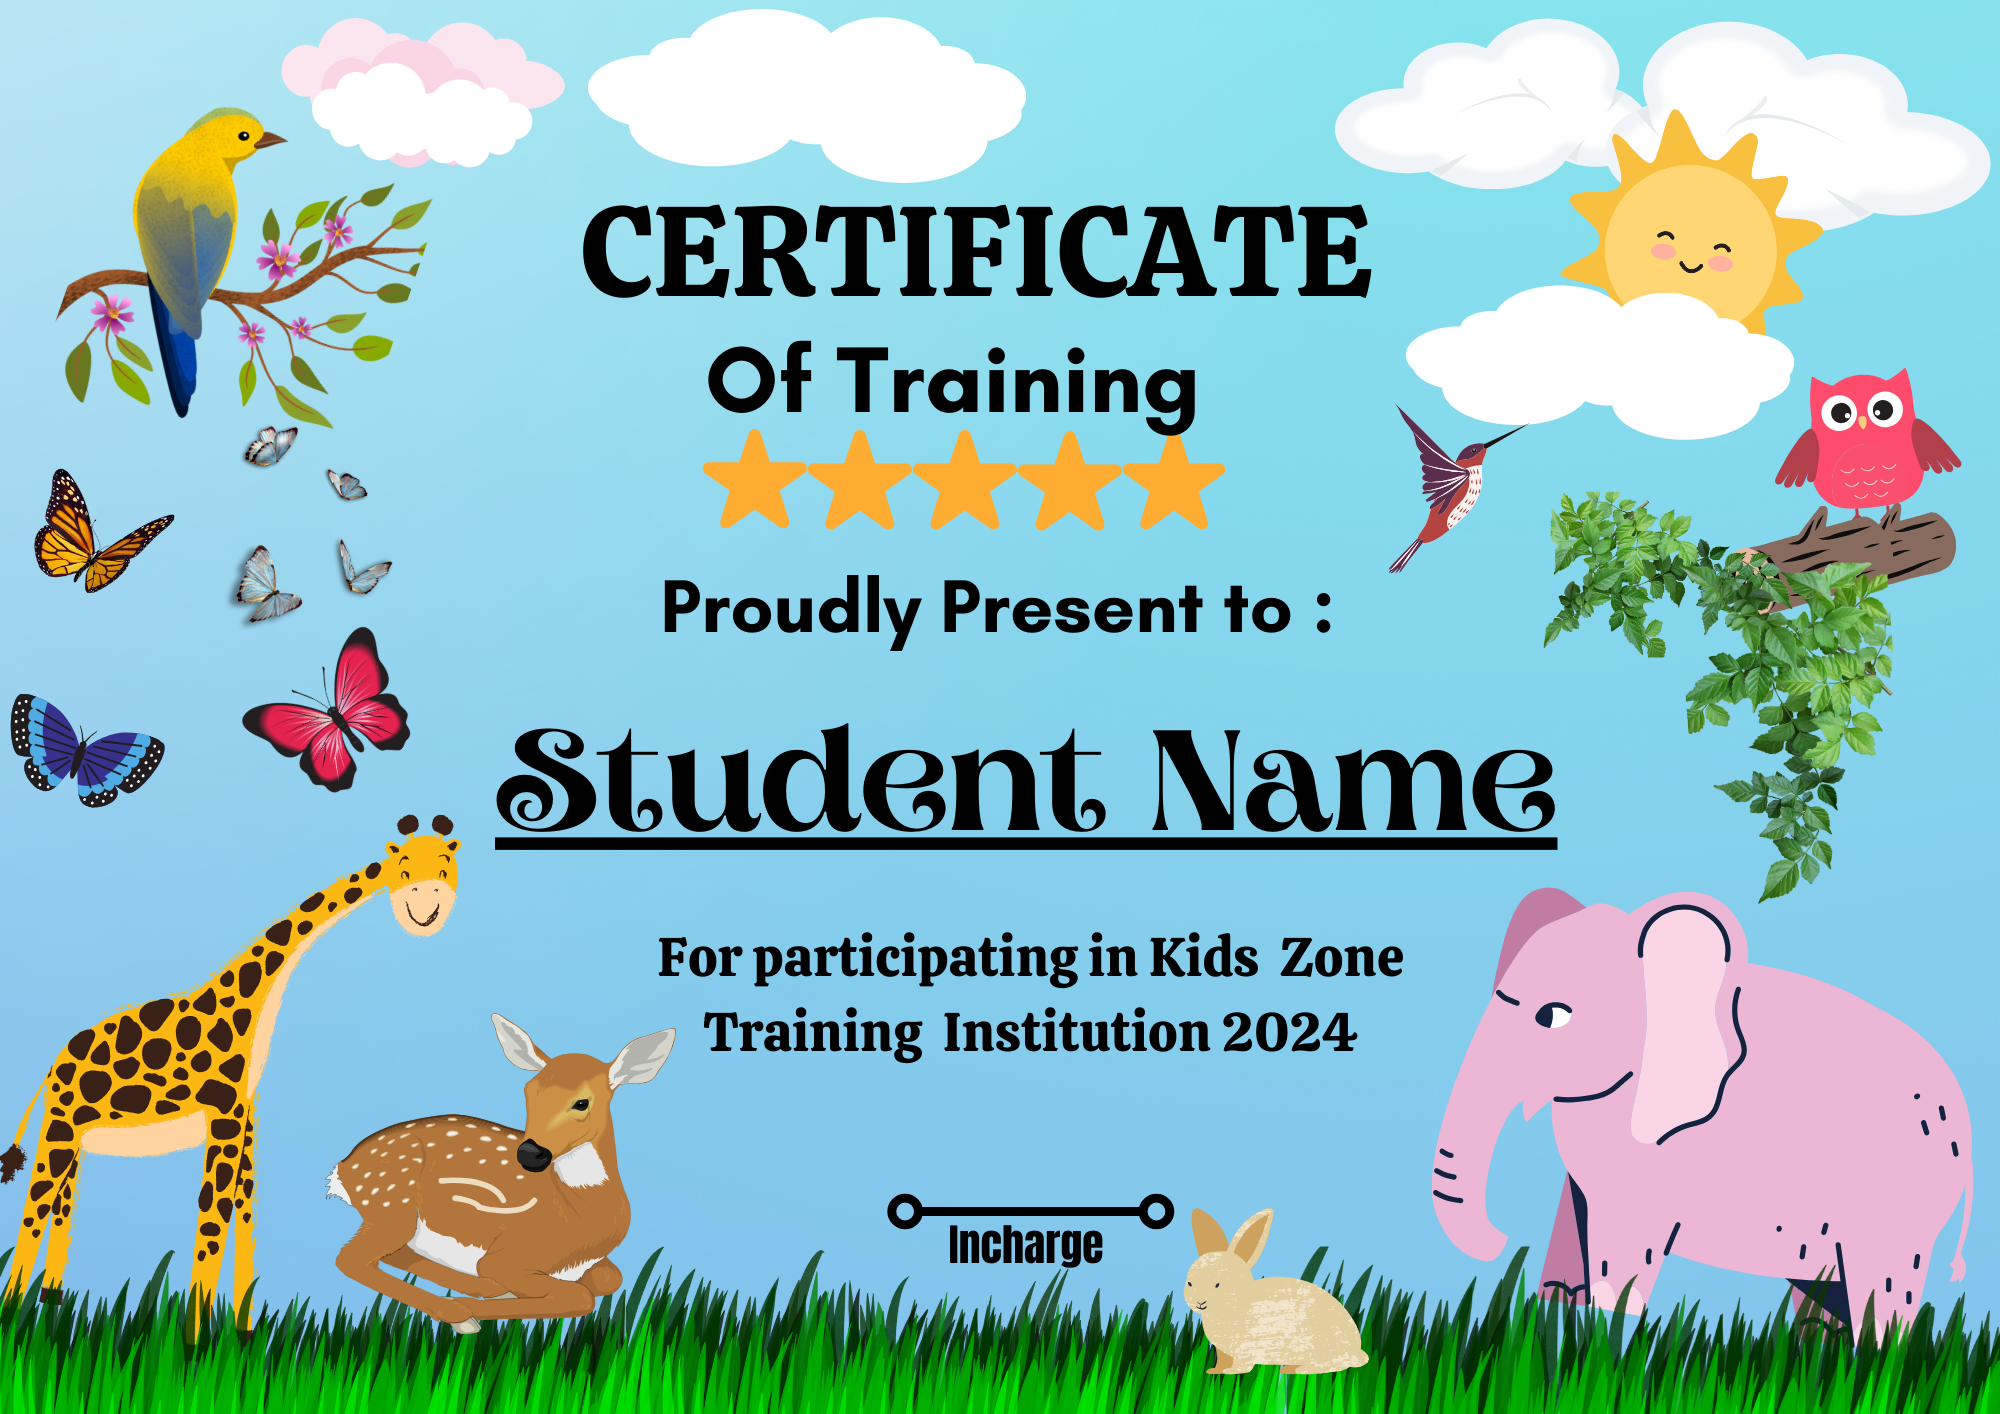 CERTIFICATE
Of Training
Proudly Present to :
Student Name
For participating in Kids Zone
Training Institution 2024
Incharge